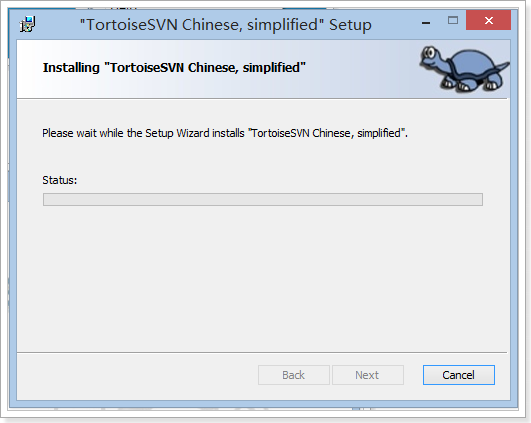 "TortoiseSVN Chinese, simplified" Setup
Installing "TortoiseSVN Chinese, simplified"
Please wait while the Setup Wizard installs "TortoiseSVN Chinese, simplified".
Status:
Back
Next
Cancel